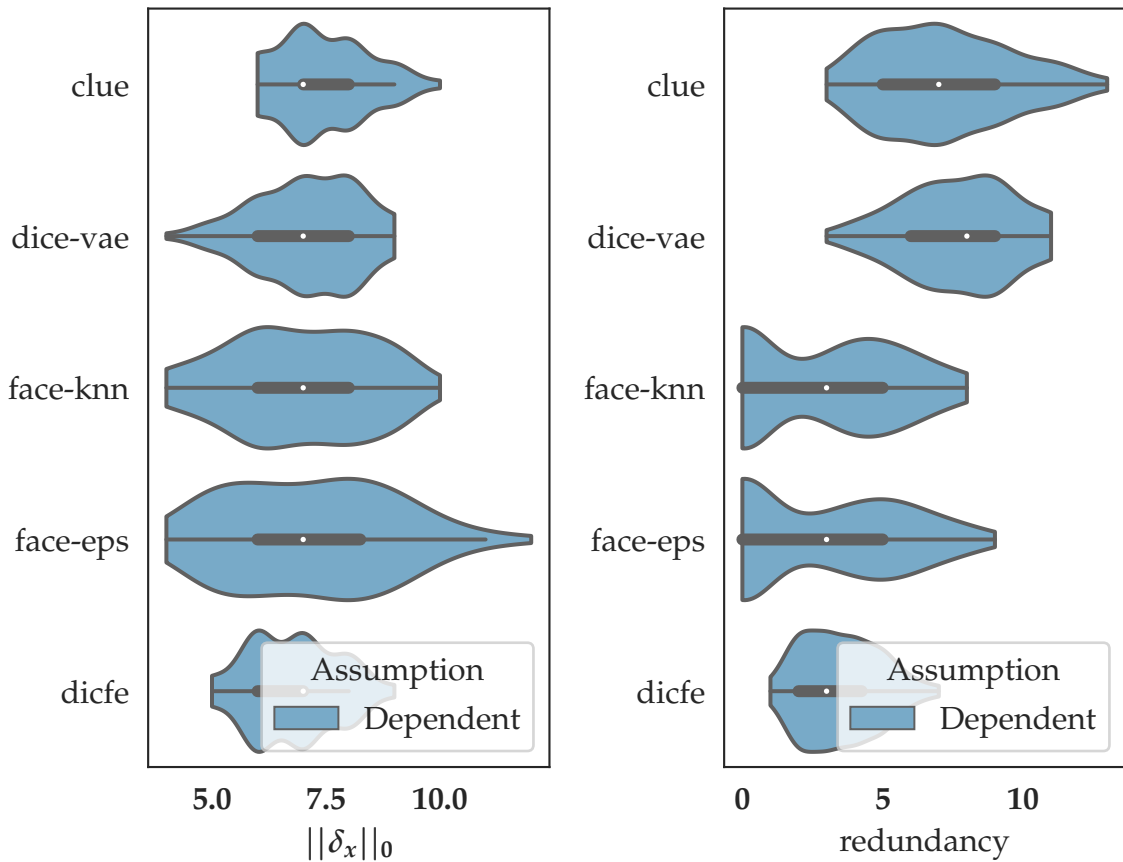 clue
dice-vae
face-knn
face-eps
dicfe
Assumption
Dependent
5.0 7.5 10.0
||δₓ||₀
clue
dice-vae
face-knn
face-eps
dicfe
Assumption
Dependent
0 5 10
redundancy